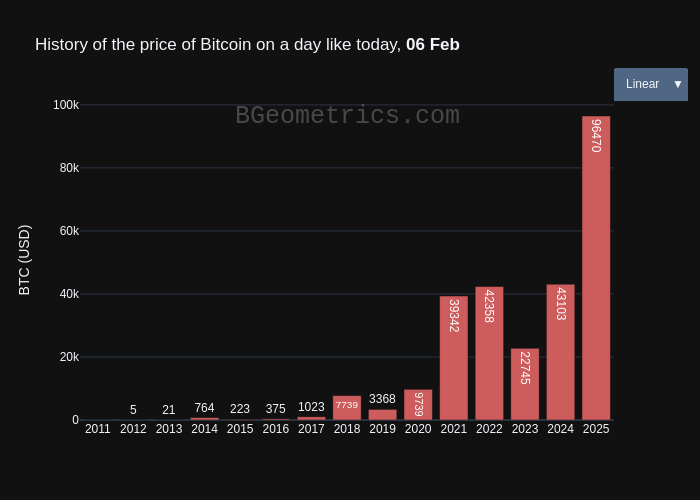 History of the price of Bitcoin on a day like today, 06 Feb
Linear ▼
BGeometrics.com
BTC (USD)
100k
80k
60k
40k
20k
0
5
21
764
223
375
1023
7739
3368
9739
39342
42358
22745
43103
96470
2011 2012 2013 2014 2015 2016 2017 2018 2019 2020 2021 2022 2023 2024 2025